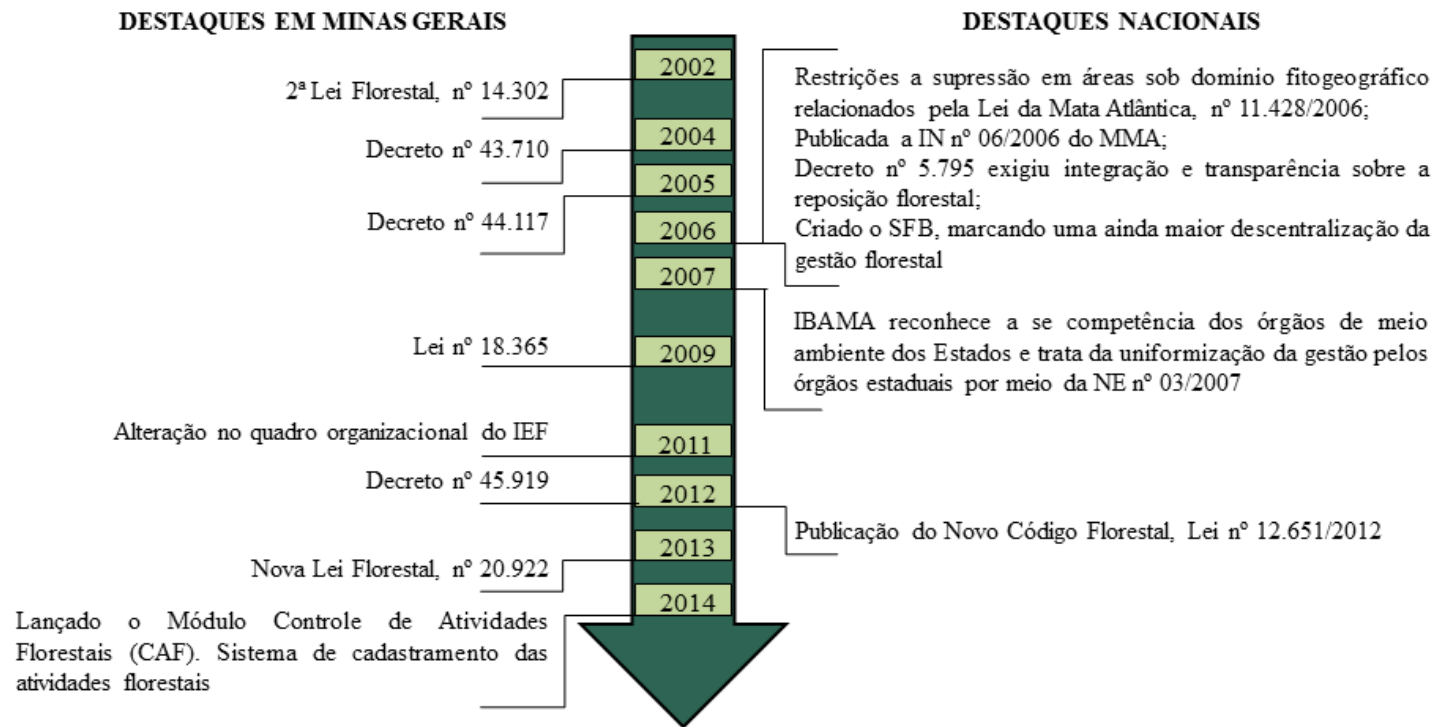 DESTAQUES EM MINAS GERAIS
DESTAQUES NACIONAIS
2002
2ª Lei Florestal, nº 14.302
2004
Decreto nº 43.710
2005
Decreto nº 44.117
2006
Restrições a supressão em áreas sob domínio fitogeográfico
relacionados pela Lei da Mata Atlântica, nº 11.428/2006;
Publicada a IN nº 06/2006 do MMA;
Decreto nº 5.795 exigiu integração e transparência sobre a
reposição florestal;
Criado o SFB, marcando uma ainda maior descentralização da
gestão florestal
2007
IBAMA reconhece a se competência dos órgãos de meio
ambiente dos Estados e trata da uniformização da gestão pelos
órgãos estaduais por meio da NE nº 03/2007
2009
Lei nº 18.365
2011
Alteração no quadro organizacional do IEF
2012
Decreto nº 45.919
Publicação do Novo Código Florestal, Lei nº 12.651/2012
2013
Nova Lei Florestal, nº 20.922
2014
Lançado o Módulo Controle de Atividades
Florestais (CAF). Sistema de cadastramento das
atividades florestais